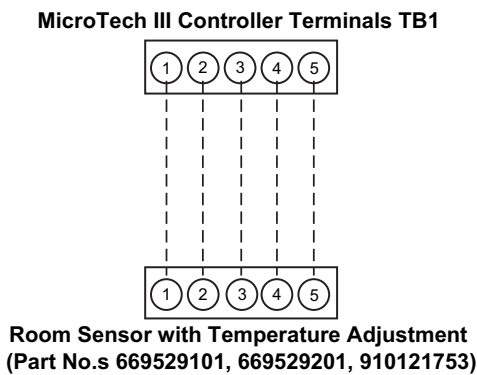 MicroTech III Controller Terminals TB1
1 2 3 4 5
1 2 3 4 5
Room Sensor with Temperature Adjustment
(Part No.s 669529101, 669529201, 910121753)